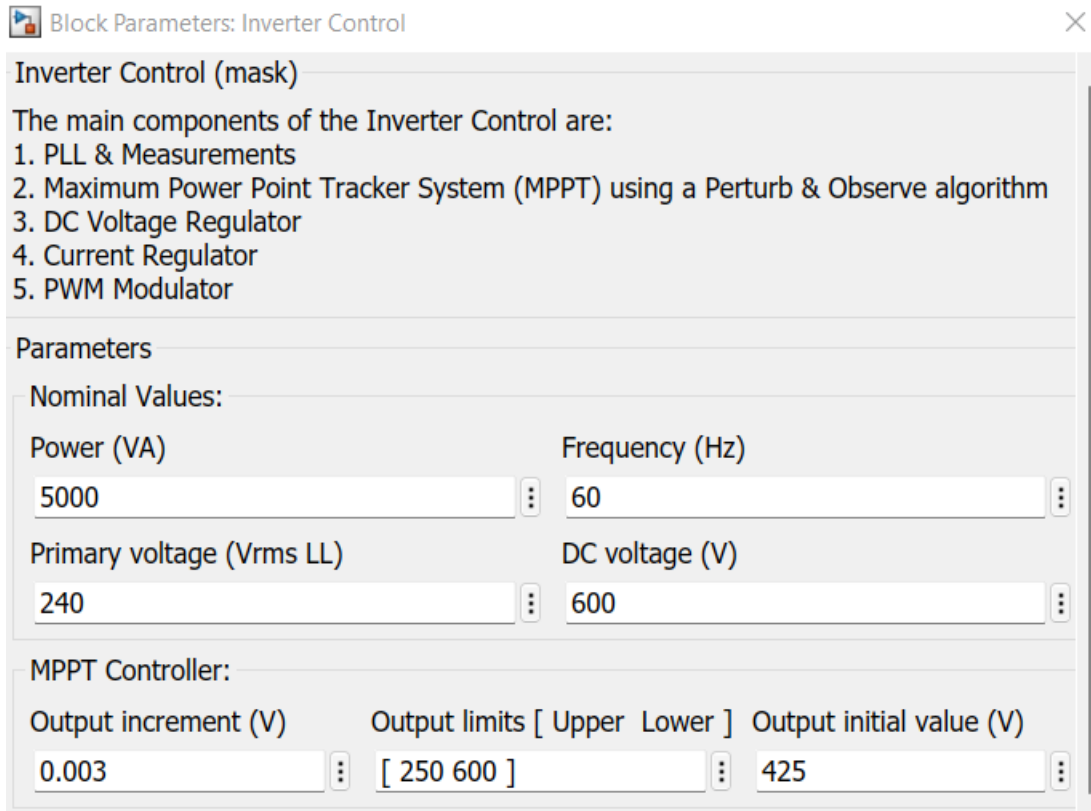 Block Parameters: Inverter Control
Inverter Control (mask)
The main components of the Inverter Control are:
1. PLL & Measurements
2. Maximum Power Point Tracker System (MPPT) using a Perturb & Observe algorithm
3. DC Voltage Regulator
4. Current Regulator
5. PWM Modulator
Parameters
Nominal Values:
Power (VA) Frequency (Hz)
5000 60
Primary voltage (Vrms LL) DC voltage (V)
240 600
MPPT Controller:
Output increment (V) Output limits [ Upper  Lower ] Output initial value (V)
0.003 [ 250 600 ] 425